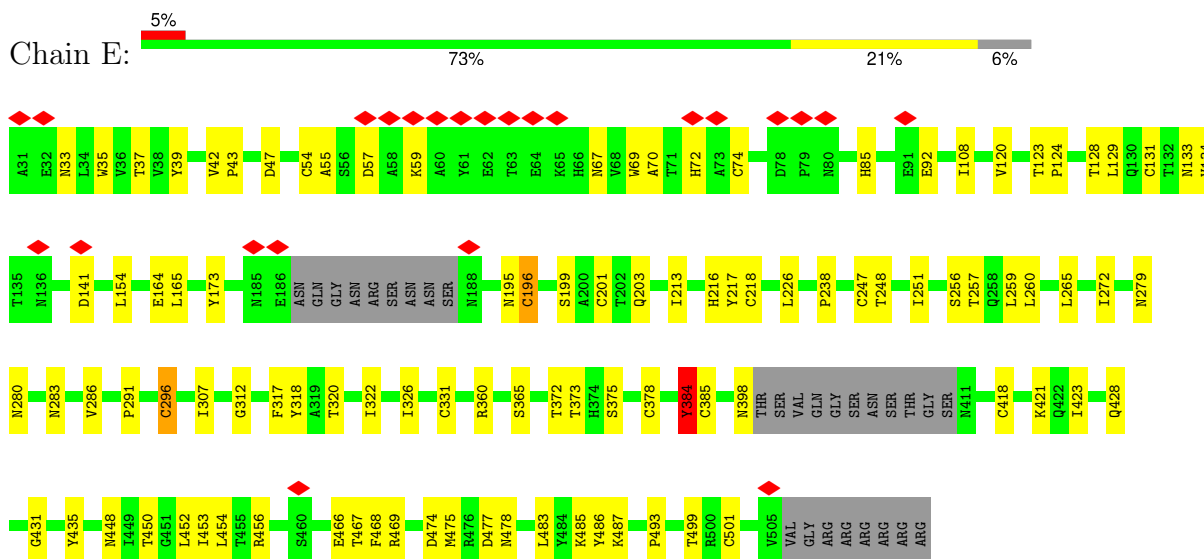 5%
Chain E:
73% 21% 6%
A31 E32 N33 L34 W35 V36 T37 V38 Y39 V42 P43 D47 C54 A55 S56 D57 A58 K59 A60 Y61 E62 T63 E64 K65 H66 N67 V68 W69 A70 T71 H72 A73 C74 D78 P79 N80 H85 E91 E92 I108 V120 T123 P124 T128 L129 Q130 C131 T132 N133
T135 N136 D141 L154 E164 L165 Y173 N185 E186 ASN GLN GLY ASN ARG SER ASN ASN SER N188 N195 C196 S199 A200 C201 T202 Q203 I213 H216 Y217 C218 L226 P238 C247 T248 I251 S256 T257 Q258 L259 L260 L265 I272 N279
N280 N283 V286 P291 C296 I307 G312 F317 Y318 A319 T320 I322 I326 C331 R360 S365 T372 T373 H374 S375 C378 Y384 C385 N398 THR SER VAL GLN GLY SER ASN SER THR GLY SER N411 C418 K421 Q422 I423 Q428
G431 Y435 N448 I449 T450 G451 L452 I453 L454 T455 R456 S460 E466 T467 F468 R469 D474 M475 R476 D477 N478 L483 Y484 K485 Y486 K487 P493 T499 R500 C501 V505 VAL GLY ARG ARG ARG ARG ARG ARG